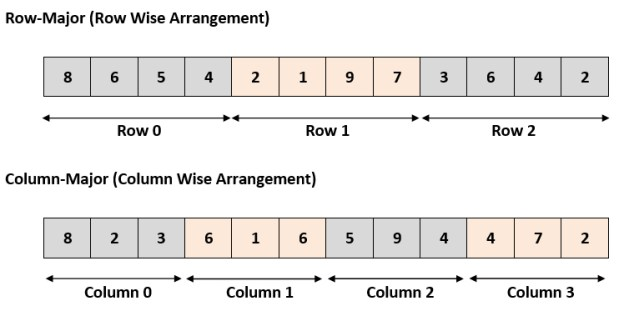 Row-Major (Row Wise Arrangement)
8 6 5 4 2 1 9 7 3 6 4 2
Row 0 Row 1 Row 2
Column-Major (Column Wise Arrangement)
8 2 3 6 1 6 5 9 4 4 7 2
Column 0 Column 1 Column 2 Column 3